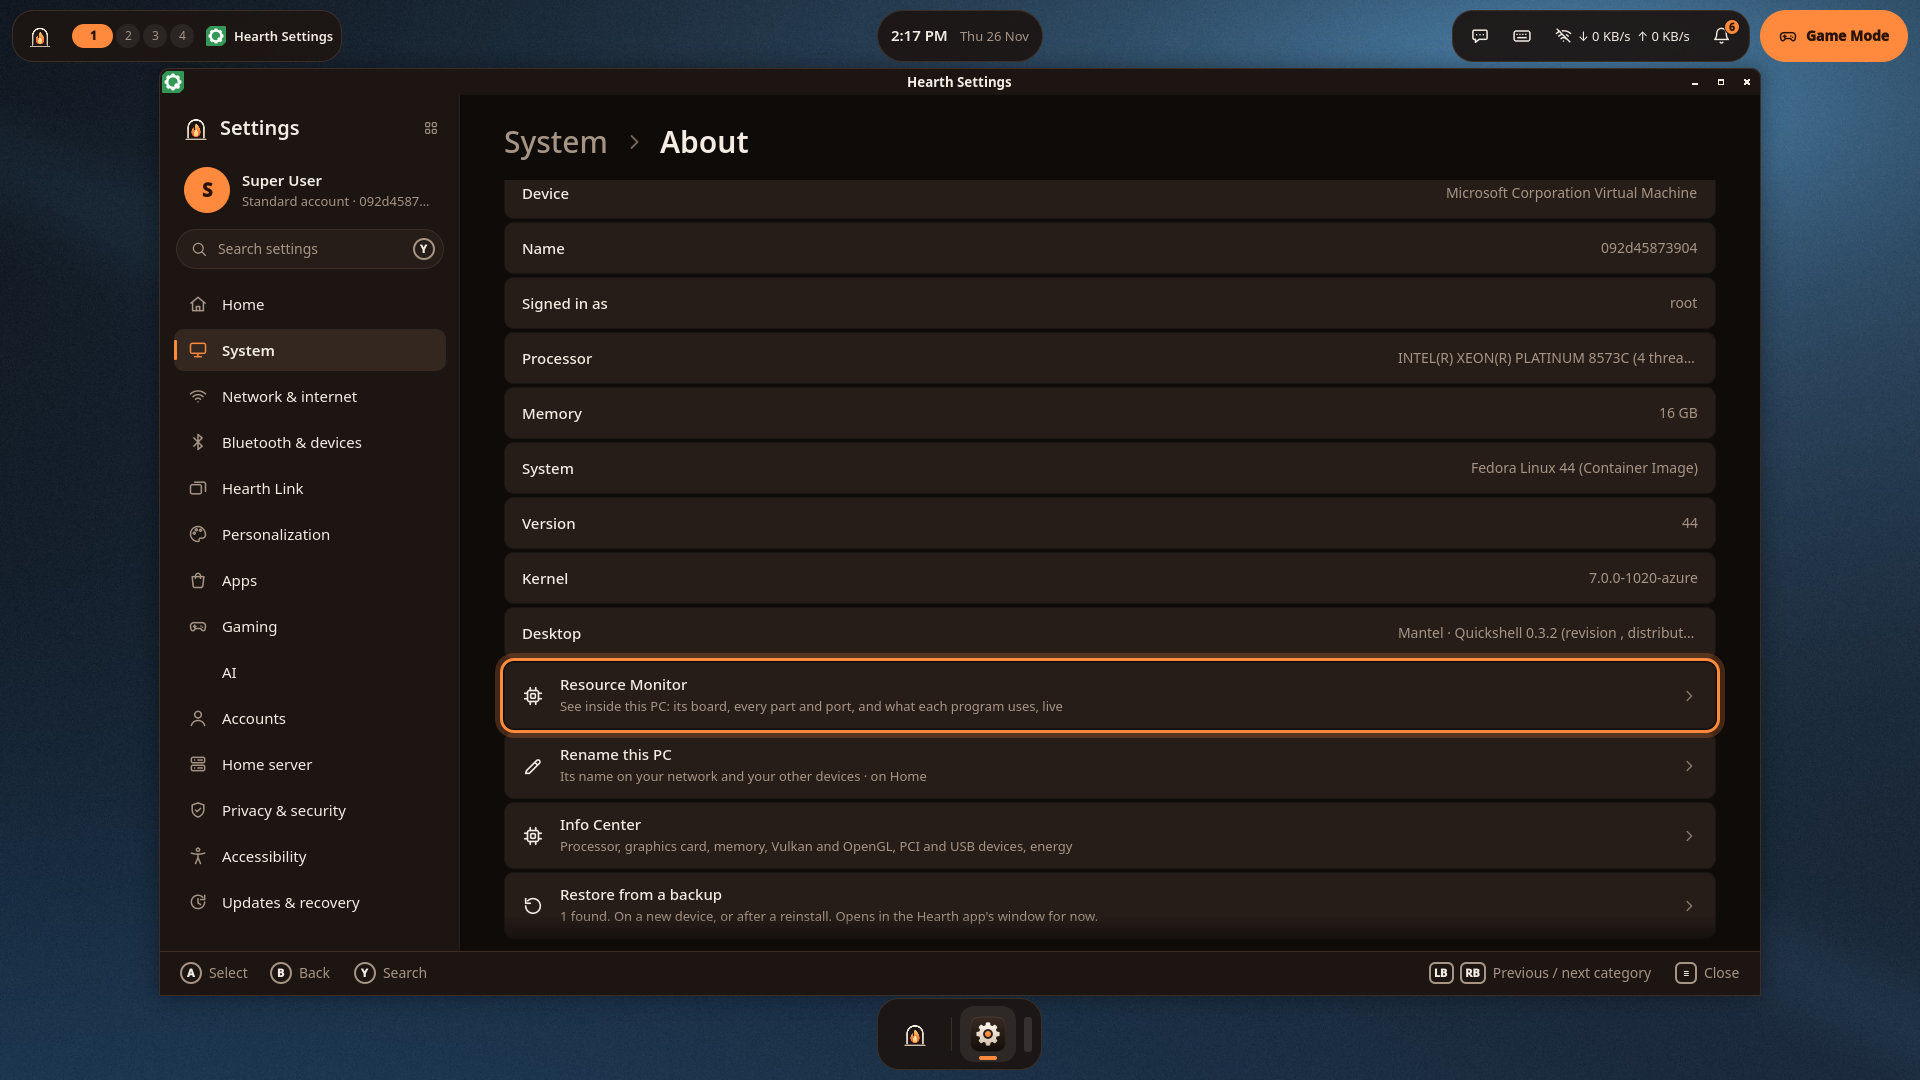 1 2 3 4 Hearth Settings
2:17 PM Thu 26 Nov
↓ 0 KB/s ↑ 0 KB/s
6
Game Mode
Hearth Settings
Settings
S
Super User
Standard account · 092d4587...
Search settings Y
Home
System
Network & internet
Bluetooth & devices
Hearth Link
Personalization
Apps
Gaming
AI
Accounts
Home server
Privacy & security
Accessibility
Updates & recovery
System > About
Device Microsoft Corporation Virtual Machine
Name 092d45873904
Signed in as root
Processor INTEL(R) XEON(R) PLATINUM 8573C (4 threa...
Memory 16 GB
System Fedora Linux 44 (Container Image)
Version 44
Kernel 7.0.0-1020-azure
Desktop Mantel · Quickshell 0.3.2 (revision , distribut...
Resource Monitor
See inside this PC: its board, every part and port, and what each program uses, live
Rename this PC
Its name on your network and your other devices · on Home
Info Center
Processor, graphics card, memory, Vulkan and OpenGL, PCI and USB devices, energy
Restore from a backup
1 found. On a new device, or after a reinstall. Opens in the Hearth app's window for now.
A Select B Back Y Search
LB RB Previous / next category ≡ Close